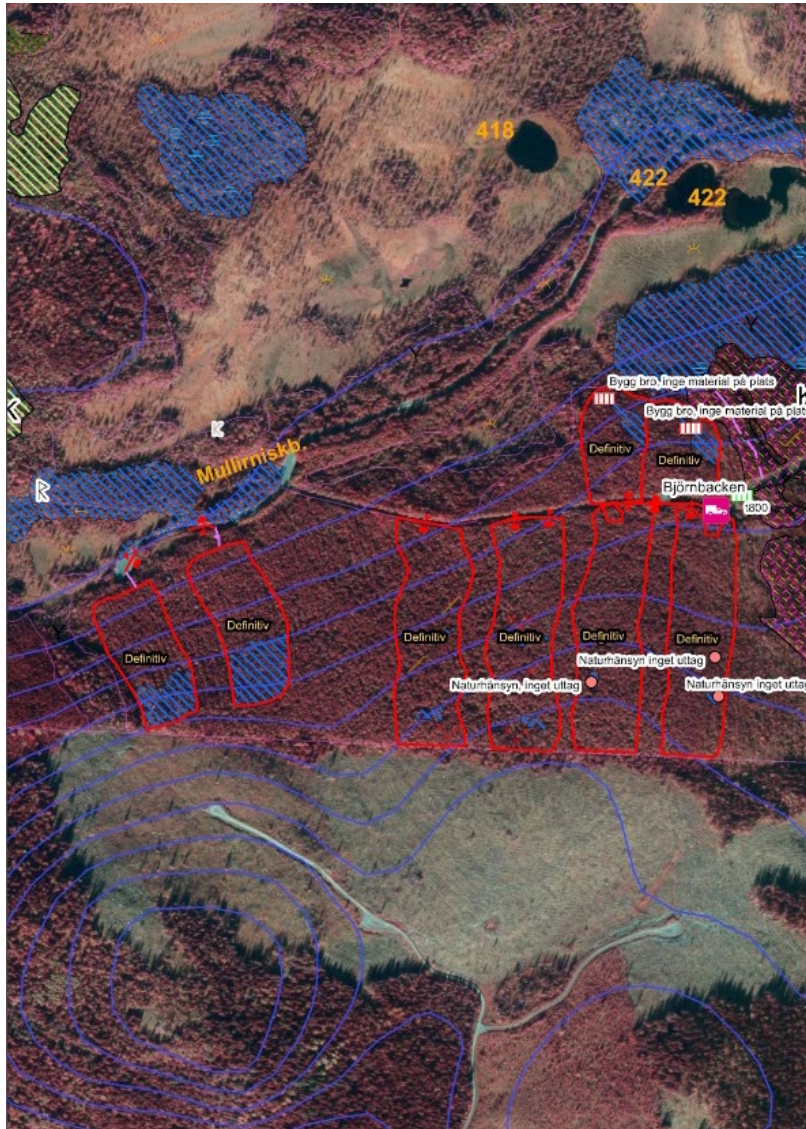 418
422
422
Y
Bygg bro, inge material på plats
K
Bygg bro, inge material på plats
K
Y
Definitiv
Definitiv
Mullirniskb.
Björnbacken
R
1800
Y
Definitiv
Definitiv
Definitiv
Definitiv
Definitiv
Definitiv
Naturhänsyn inget uttag
Naturhänsyn, inget uttag
Naturhänsyn inget uttag